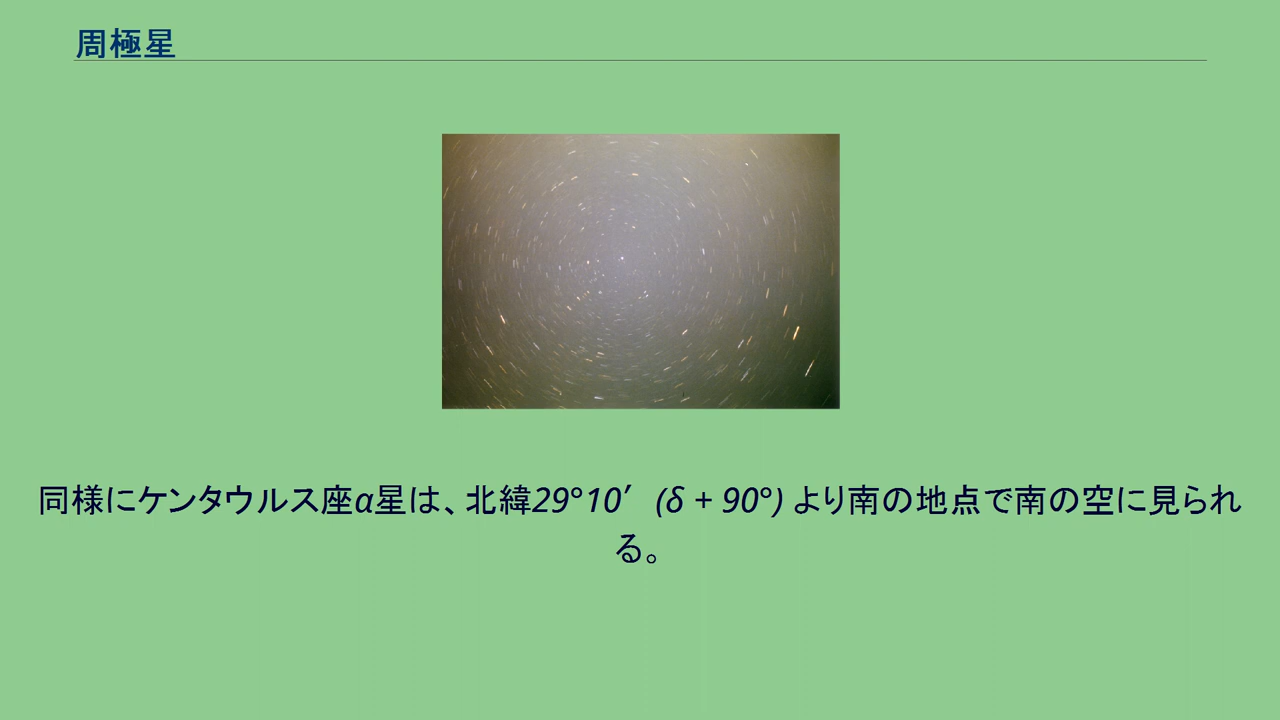 周極星
同様にケンタウルス座α星は、北緯29°10′ (δ + 90°) より南の地点で南の空に見られ
る。